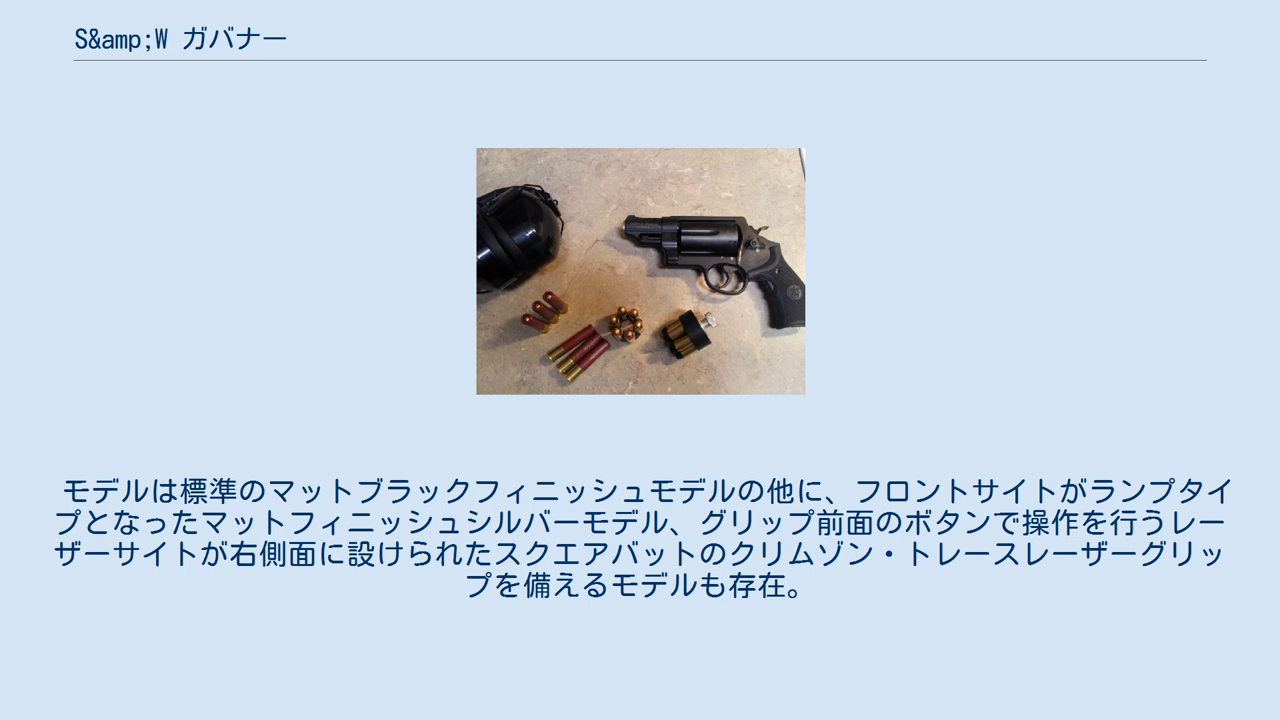 S&amp;W ガバナー
モデルは標準のマットブラックフィニッシュモデルの他に、フロントサイトがランプタイ
プとなったマットフィニッシュシルバーモデル、グリップ前面のボタンで操作を行うレー
ザーサイトが右側面に設けられたスクエアバットのクリムゾン・トレースレーザーグリッ
プを備えるモデルも存在。